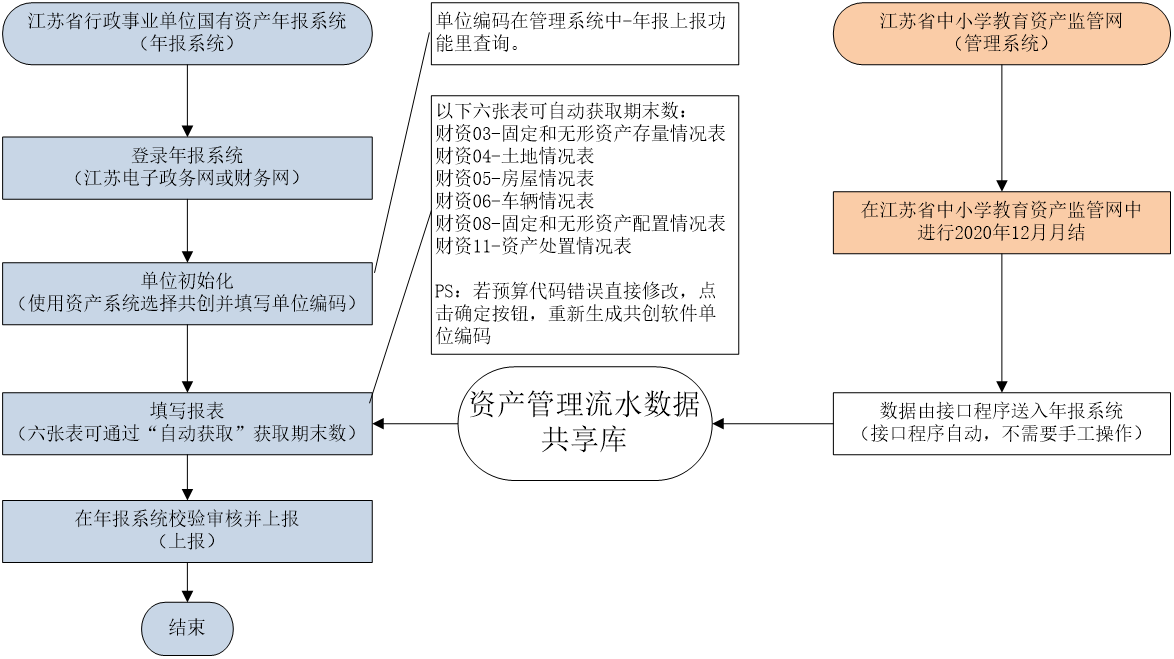 江苏省行政事业单位国有资产年报系统
（年报系统）
登录年报系统
（江苏电子政务网或财务网）
单位初始化
（使用资产系统选择共创并填写单位编码）
填写报表
（六张表可通过“自动获取”获取期末数）
在年报系统校验审核并上报
（上报）
结束
单位编码在管理系统中-年报上报功
能里查询。
以下六张表可自动获取期末数：
财资03-固定和无形资产存量情况表
财资04-土地情况表
财资05-房屋情况表
财资06-车辆情况表
财资08-固定和无形资产配置情况表
财资11-资产处置情况表
PS：若预算代码错误直接修改，点
击确定按钮，重新生成共创软件单
位编码
资产管理流水数据
共享库
江苏省中小学教育资产监管网
（管理系统）
在江苏省中小学教育资产监管网中
进行2020年12月月结
数据由接口程序送入年报系统
（接口程序自动，不需要手工操作）